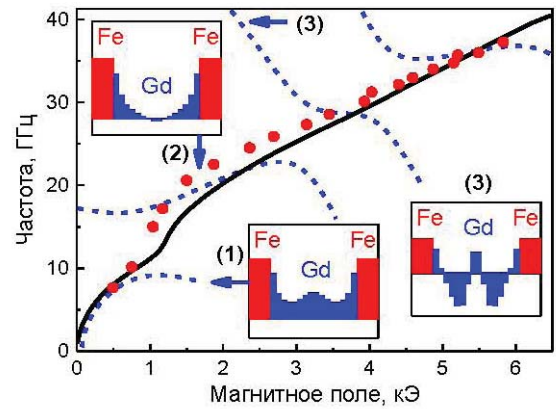 40
30
20
10
0
Частота, ГГц
0 1 2 3 4 5 6
Магнитное поле, кЭ
Fe Fe
Gd
(3)
(2)
(1)
Fe Fe
Gd
(3)
Fe Fe
Gd